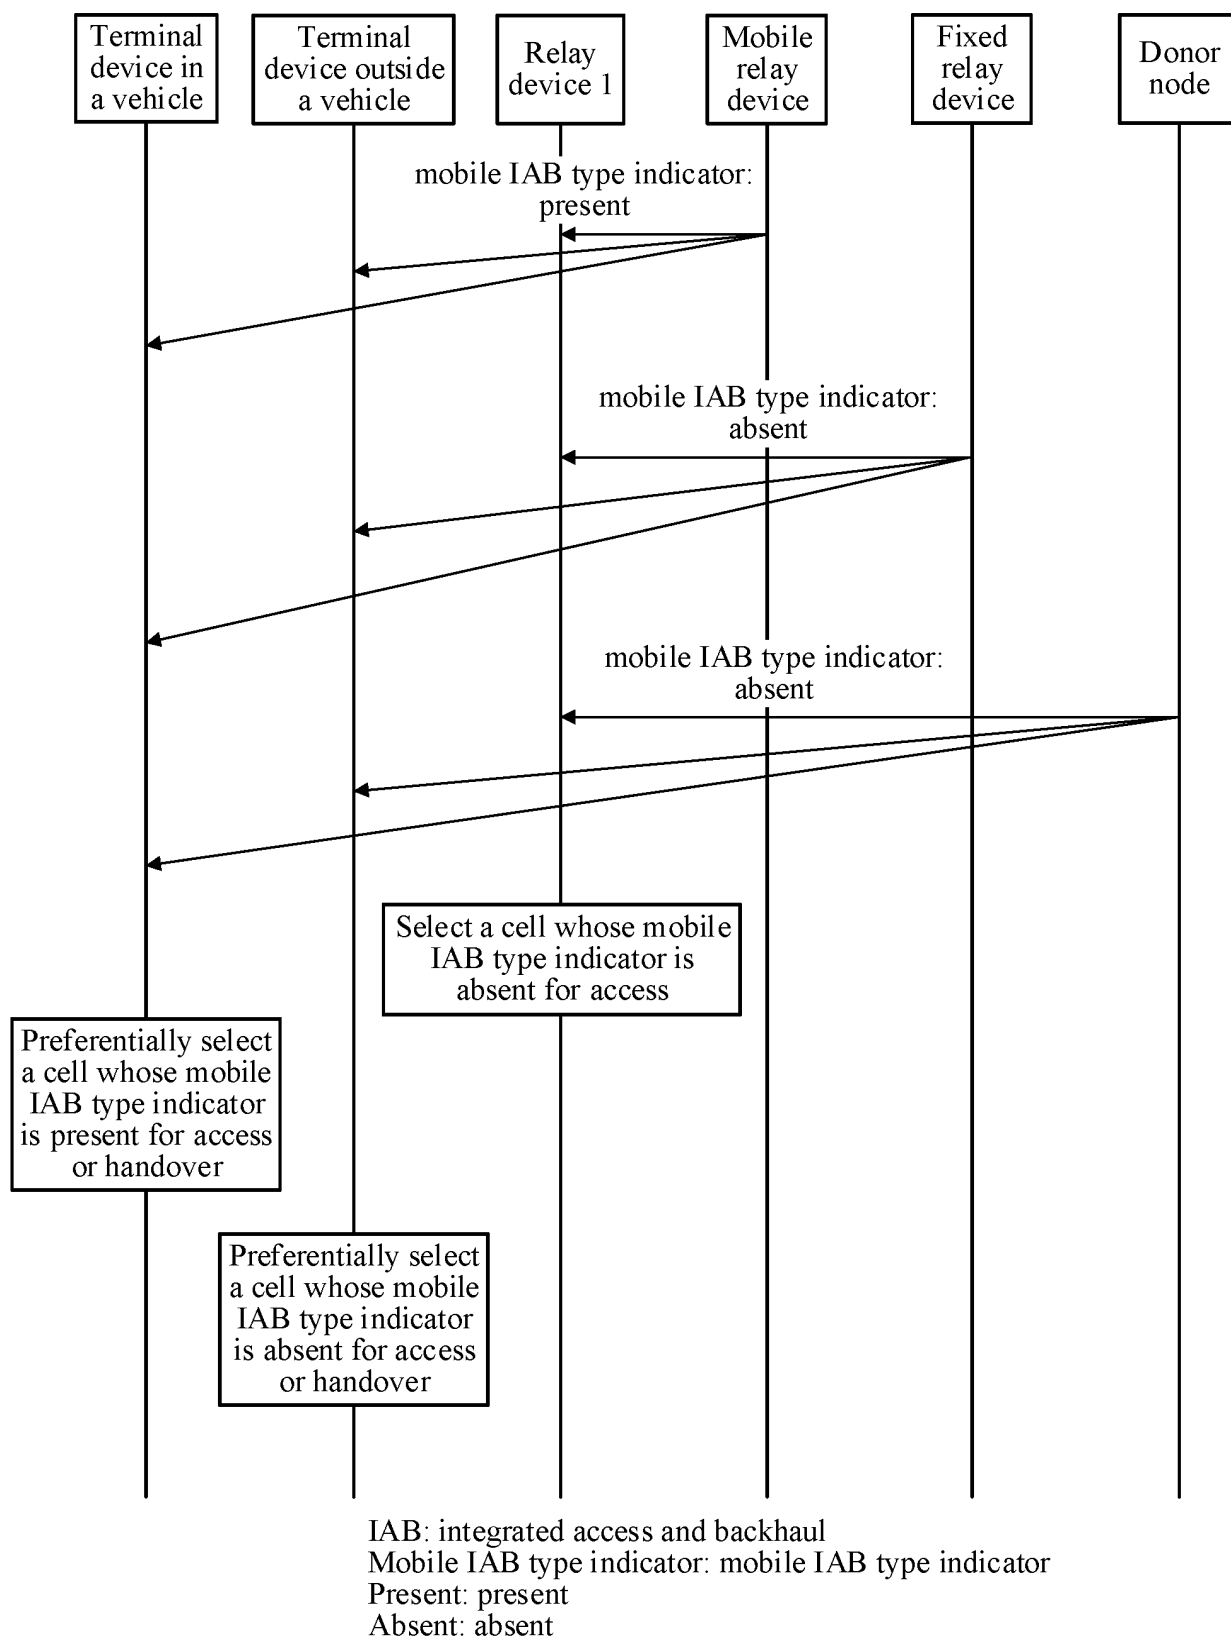 Terminal
device in
a vehicle
Terminal
device outside
a vehicle
Relay
device 1
Mobile
relay
device
Fixed
relay
device
Donor
node
mobile IAB type indicator:
present
mobile IAB type indicator:
absent
mobile IAB type indicator:
absent
Select a cell whose mobile
IAB type indicator is
absent for access
Preferentially select
a cell whose mobile
IAB type indicator
is present for access
or handover
Preferentially select
a cell whose mobile
IAB type indicator
is absent for access
or handover
IAB: integrated access and backhaul
Mobile IAB type indicator: mobile IAB type indicator
Present: present
Absent: absent